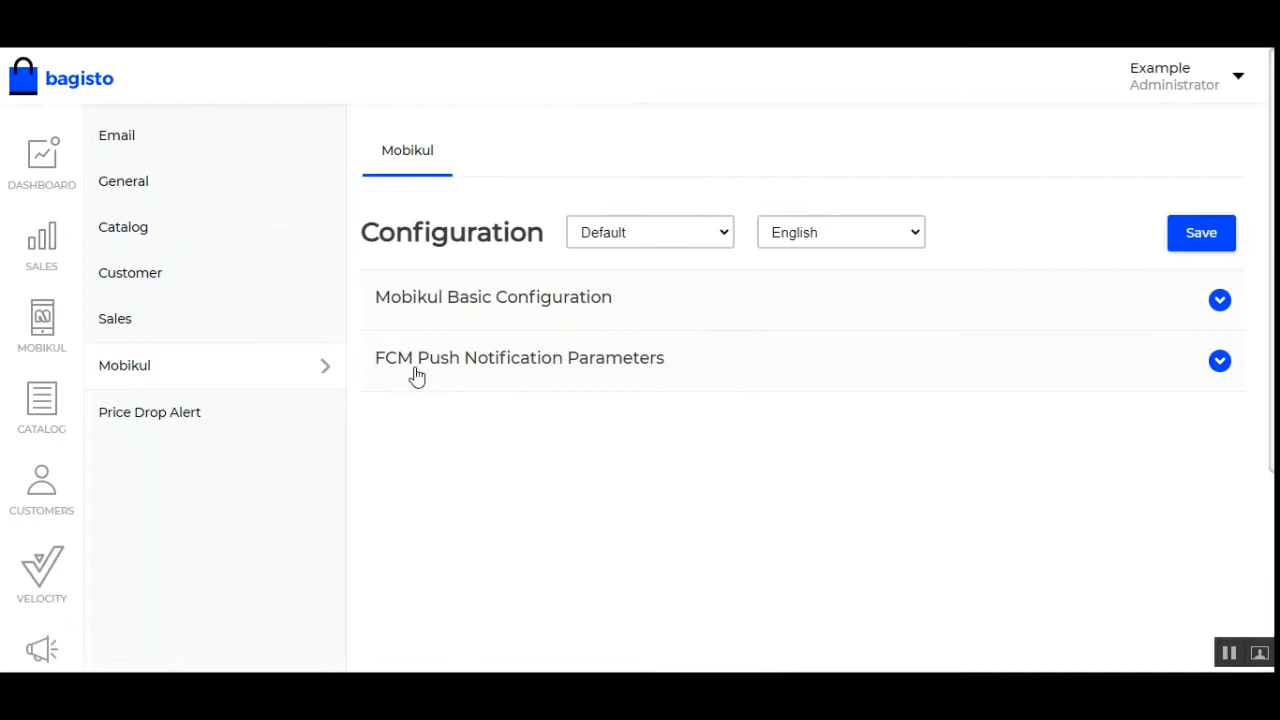 bagisto
Example
Administrator
DASHBOARD
SALES
MOBIKUL
CATALOG
CUSTOMERS
VELOCITY
Email
General
Catalog
Customer
Sales
Mobikul
Price Drop Alert
Mobikul
Configuration
Default
English
Save
Mobikul Basic Configuration
FCM Push Notification Parameters